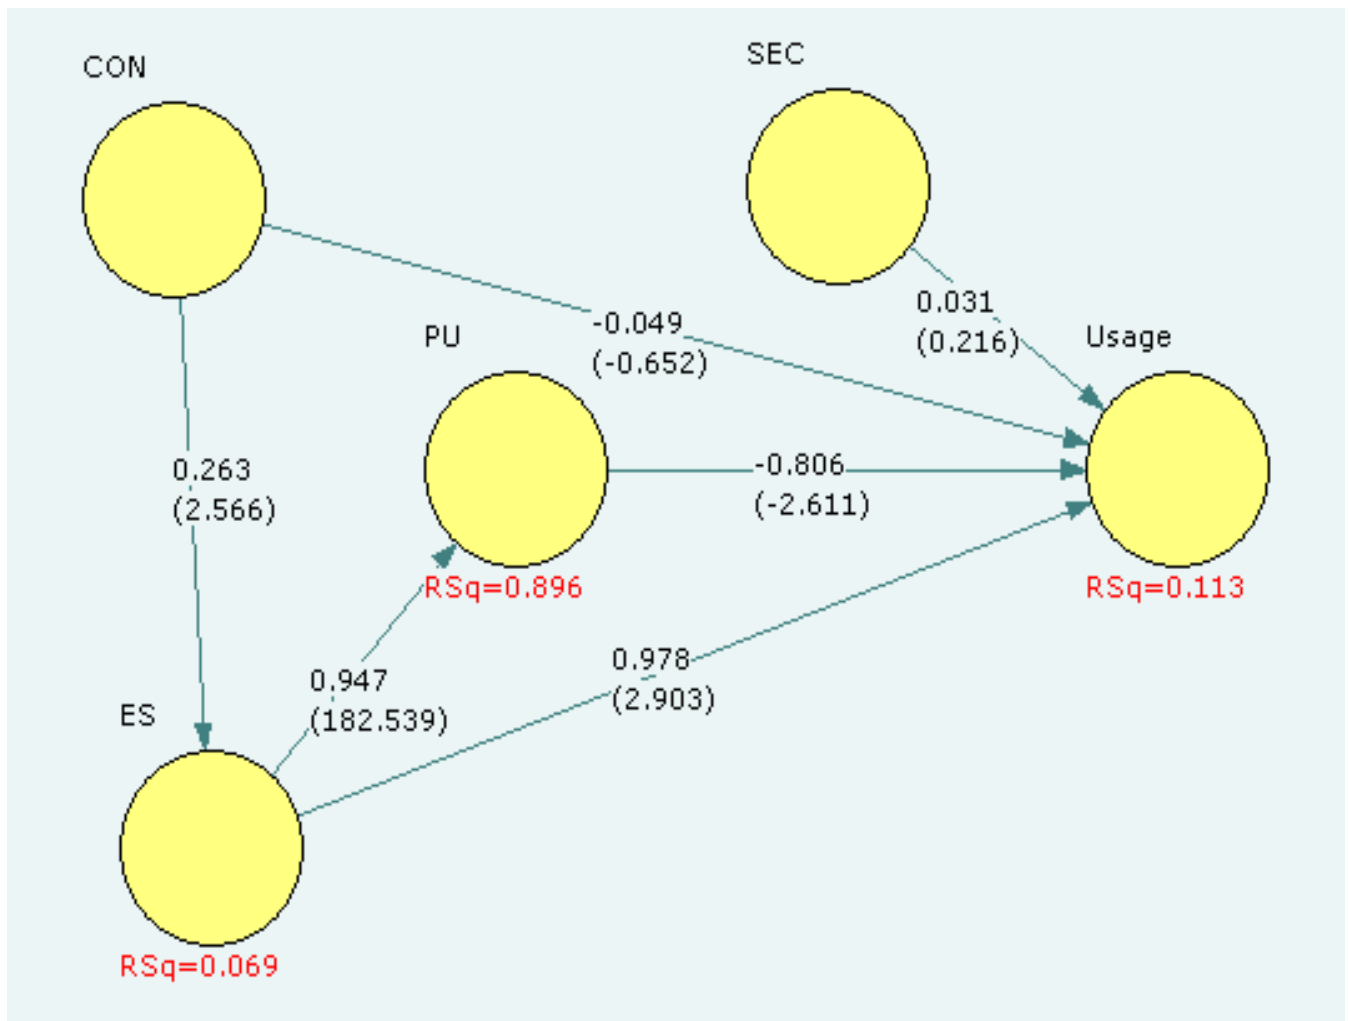 SEC
CON
0.031
(0.216)
-0.049
(-0.652)
PU
Usage
0.263
(2.566)
-0.806
(-2.611)
RSq=0.896
RSq=0.113
0.978
(2.903)
0.947
(182.539)
ES
RSq=0.069